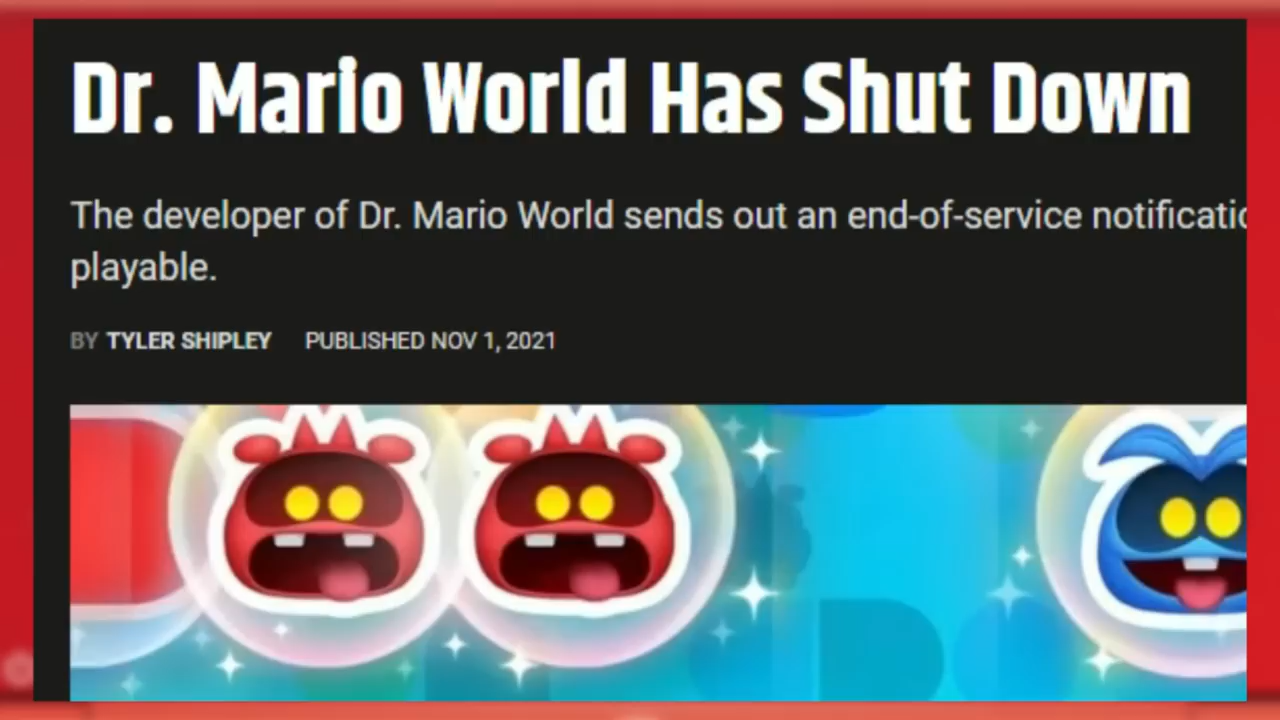 Dr. Mario World Has Shut Down
The developer of Dr. Mario World sends out an end-of-service
playable.
BY TYLER SHIPLEY PUBLISHED NOV 1, 2021